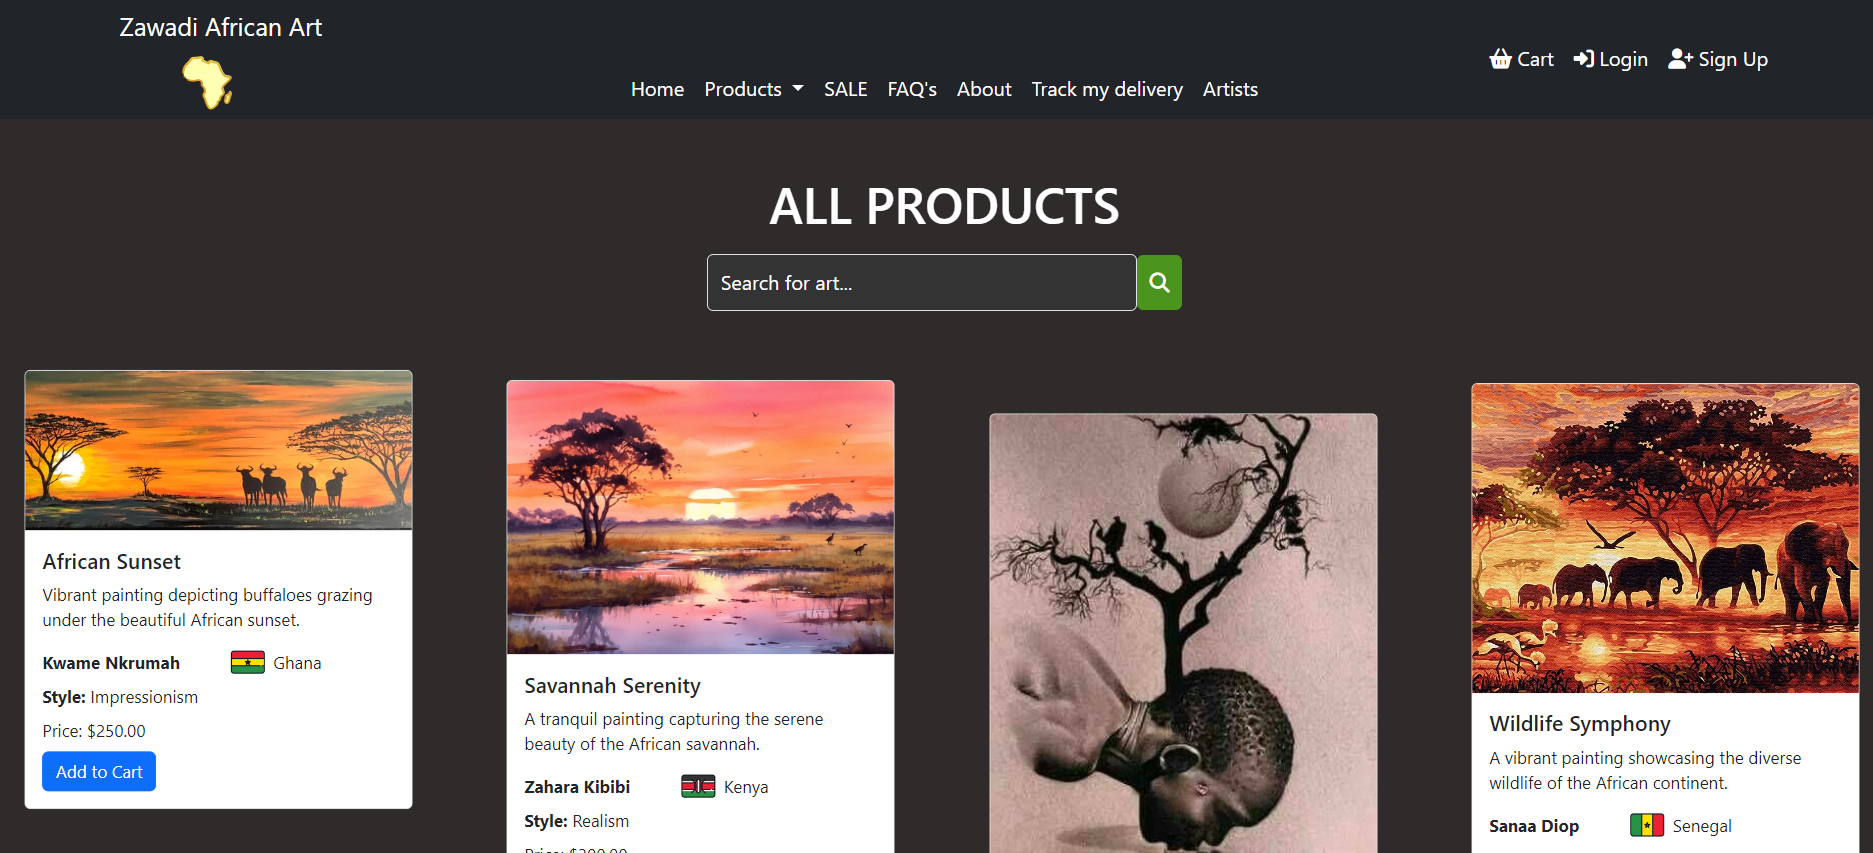 Zawadi African Art
Cart
Login
Sign Up
Home
Products
SALE
FAQ's
About
Track my delivery
Artists
ALL PRODUCTS
Search for art...
African Sunset
Vibrant painting depicting buffaloes grazing
under the beautiful African sunset.
Kwame Nkrumah
Ghana
Style: Impressionism
Price: $250.00
Add to Cart
Savannah Serenity
A tranquil painting capturing the serene
beauty of the African savannah.
Zahara Kibibi
Kenya
Style: Realism
Wildlife Symphony
A vibrant painting showcasing the diverse
wildlife of the African continent.
Sanaa Diop
Senegal